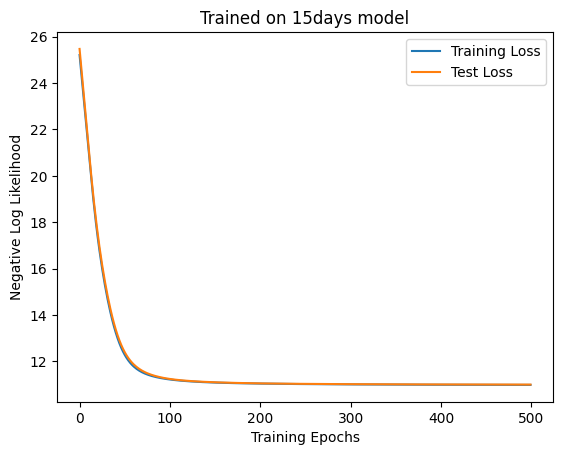 Trained on 15days model
26
24
22
20
18
16
14
12
Negative Log Likelihood
Training Loss
Test Loss
0
100
200
300
400
500
Training Epochs